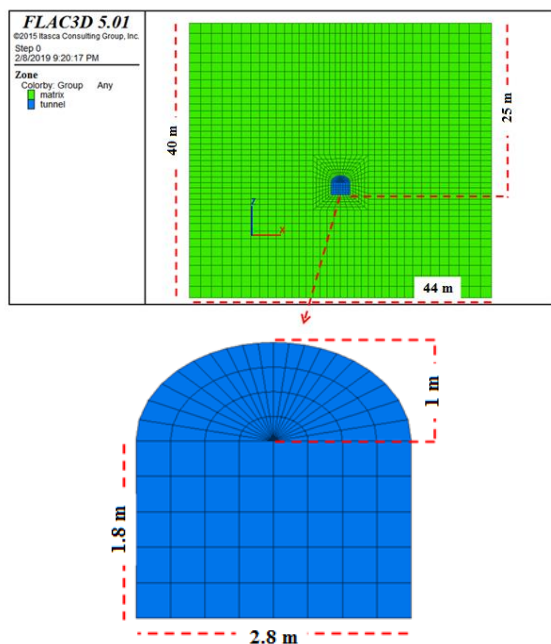 FLAC3D 5.01
©2015 Itasca Consulting Group, Inc.
Step 0
2/8/2019 9:20:17 PM
Zone
Colorby: Group Any
matrix
tunnel
40 m
25 m
Z
X
44 m
1 m
1.8 m
2.8 m